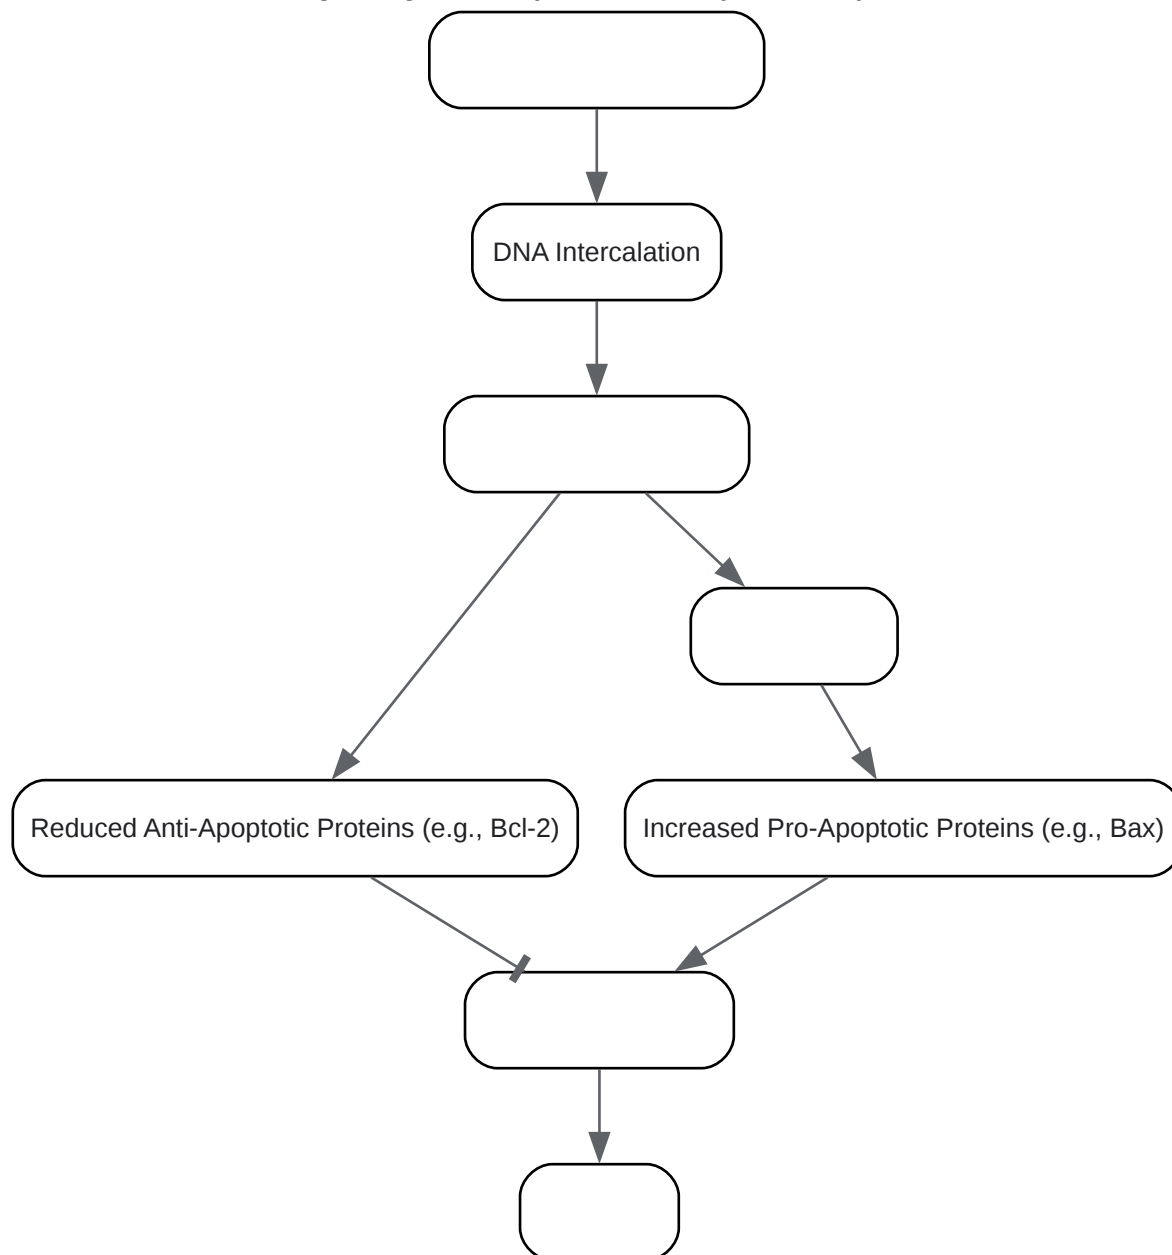 DNA Intercalation
Reduced Anti-Apoptotic Proteins (e.g., Bcl-2)
Increased Pro-Apoptotic Proteins (e.g., Bax)